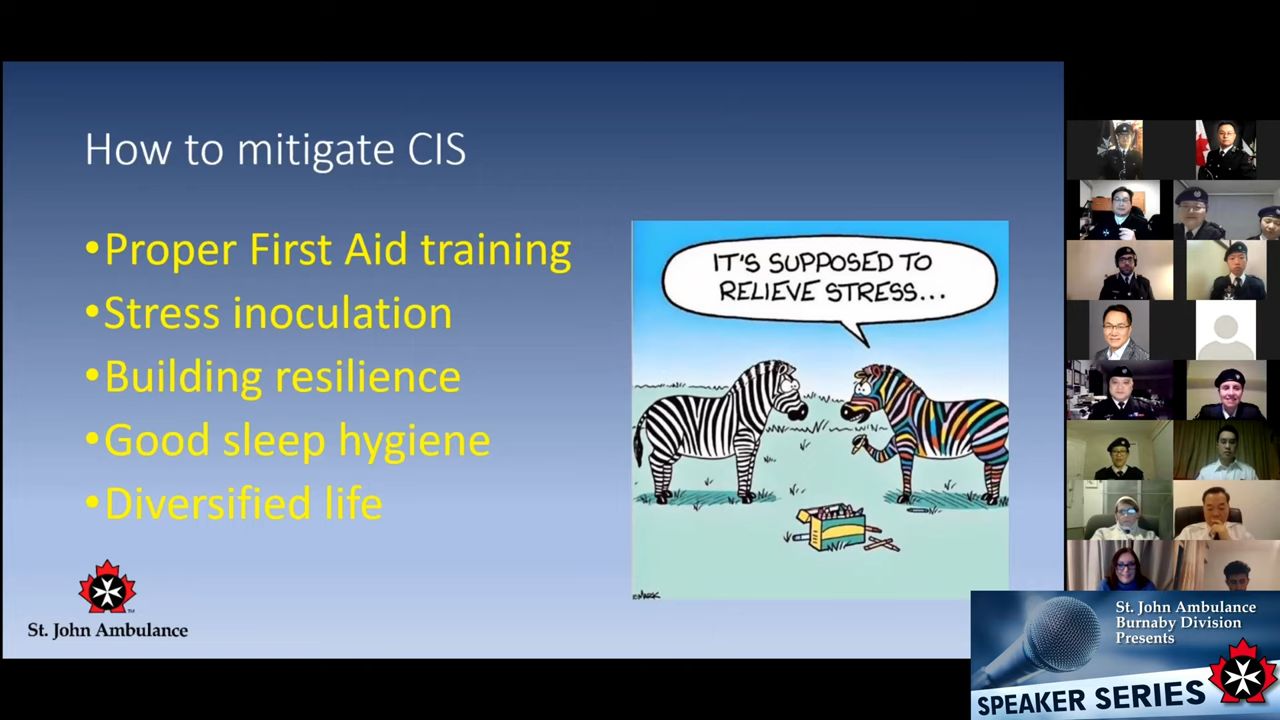 How to mitigate CIS
•Proper First Aid training
•Stress inoculation
•Building resilience
•Good sleep hygiene
•Diversified life
IT'S SUPPOSED TO
RELIEVE STRESS...
TM
St. John Ambulance
St. John Ambulance
Burnaby Division
Presents
SPEAKER SERIES